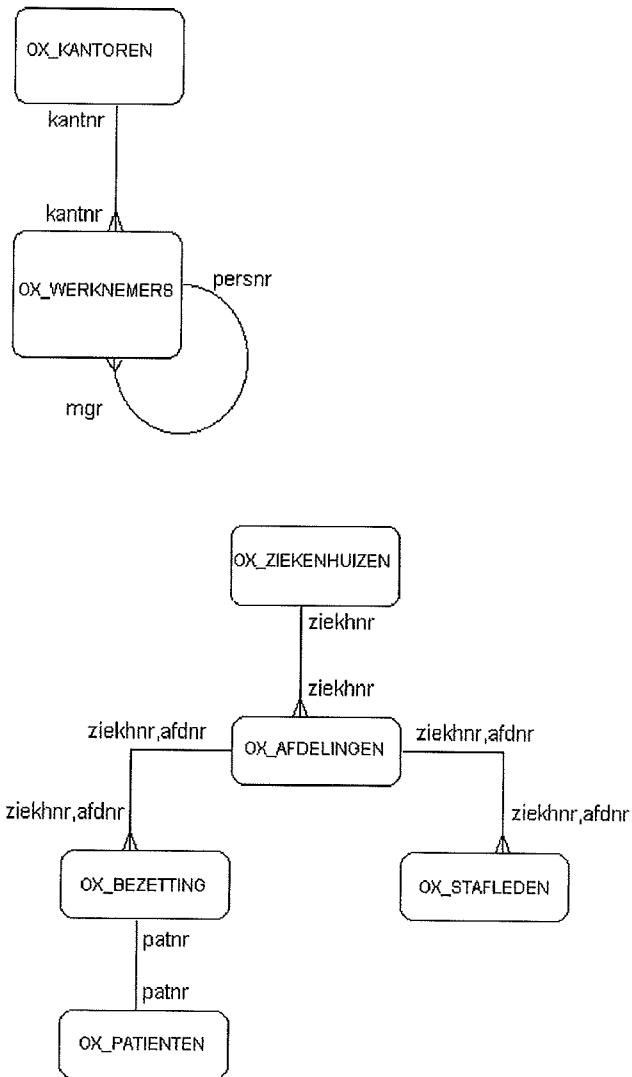 OX_KANTOREN
kantnr
kantnr
OX_WERKNEMERS
persnr
mgr
OX_ZIEKENHUIZEN
ziekhnr
ziekhnr
ziekhnr,afdnr
OX_AFDELINGEN
ziekhnr,afdnr
ziekhnr,afdnr
ziekhnr,afdnr
OX_BEZETTING
OX_STAFLEDEN
patnr
patnr
OX_PATIENTEN